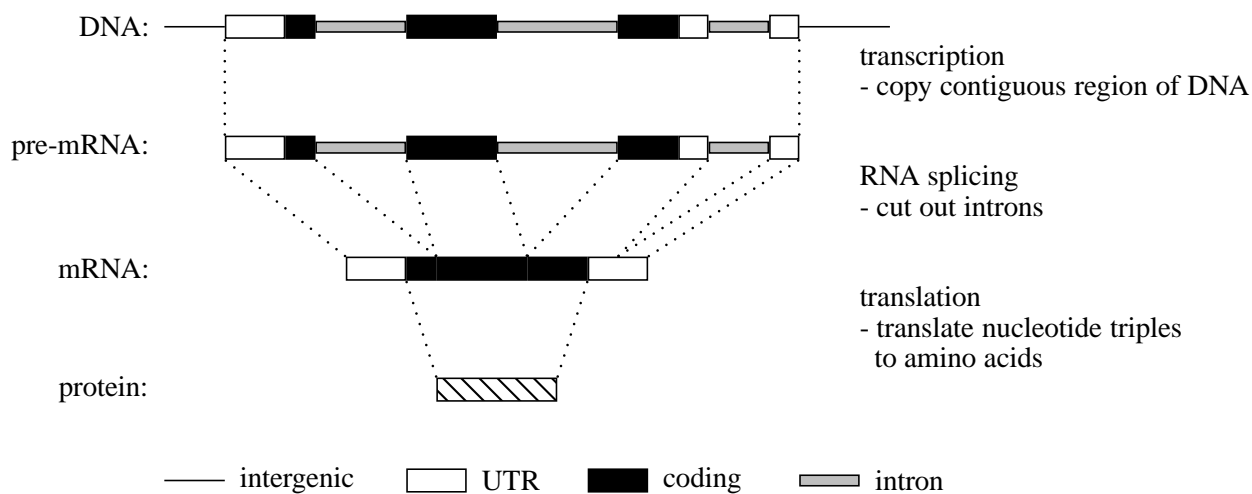 DNA:
transcription
- copy contiguous region of DNA
pre-mRNA:
RNA splicing
- cut out introns
mRNA:
translation
- translate nucleotide triples
to amino acids
protein:
intergenic UTR coding intron